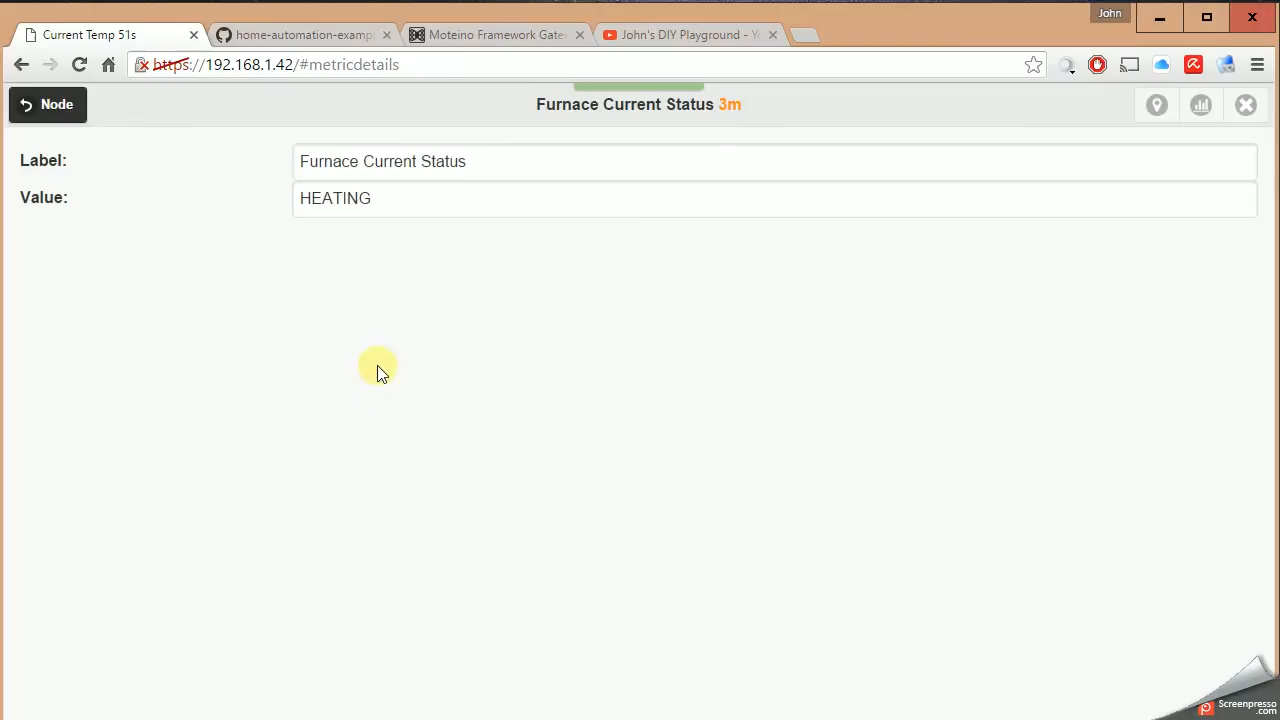 John
Current Temp 51s
home-automation-examp
Moteino Framework Gate
John's DIY Playground - Y
https://192.168.1.42/#metricdetails
Node
Furnace Current Status 3m
Label:
Furnace Current Status
Value:
HEATING
Screenpresso
.com